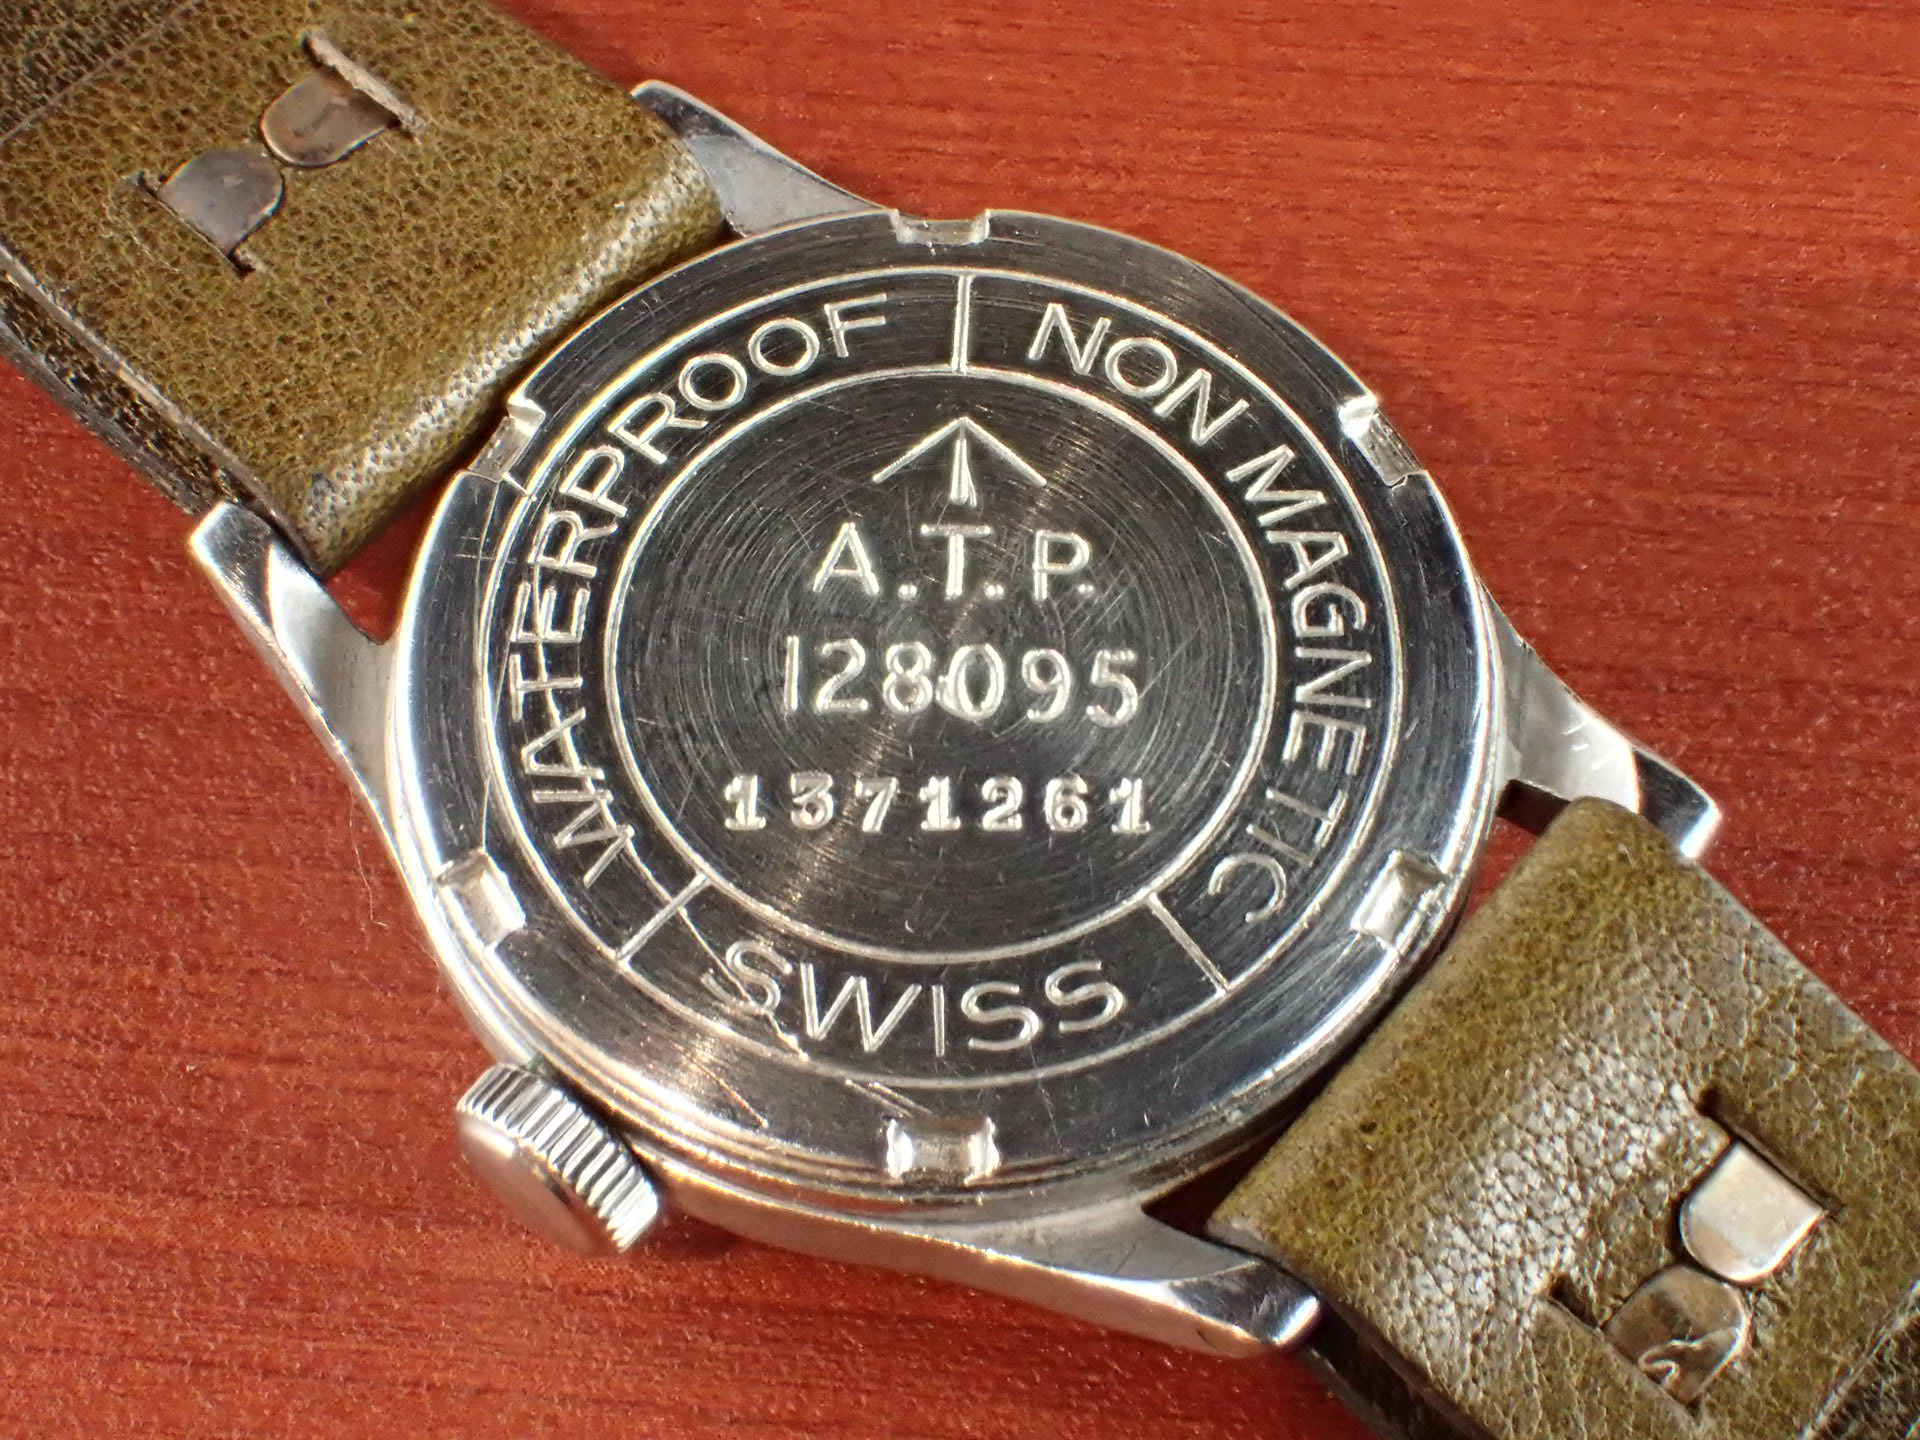 WATERPROOF
NON MAGNETIC
A.T.P.
128095
1371261
SWISS